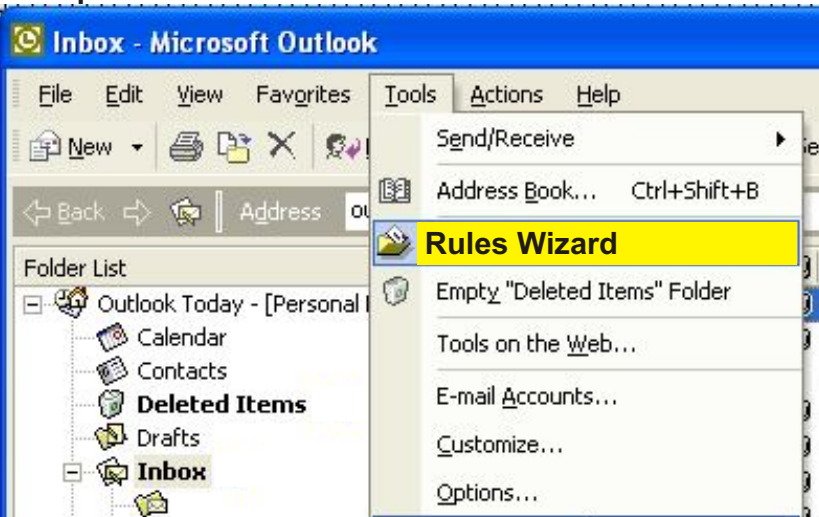 Inbox - Microsoft Outlook
File Edit View Favorites Tools Actions Help
New
Send/Receive
Address Book... Ctrl+Shift+B
Back Address
Rules Wizard
Folder List
Empty "Deleted Items" Folder
Outlook Today - [Personal
Calendar
Tools on the Web...
Contacts
Deleted Items
E-mail Accounts...
Drafts
Customize...
Inbox
Options...